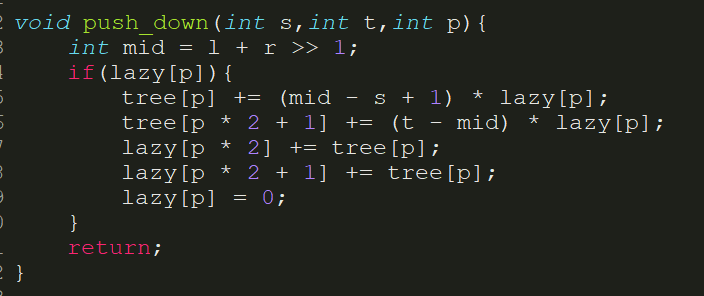 void push_down(int s,int t,int p){
    int mid = l + r >> 1;
    if(lazy[p]){
        tree[p] += (mid - s + 1) * lazy[p];
        tree[p * 2 + 1] += (t - mid) * lazy[p];
        lazy[p * 2] += tree[p];
        lazy[p * 2 + 1] += tree[p];
        lazy[p] = 0;
    }
    return;
}